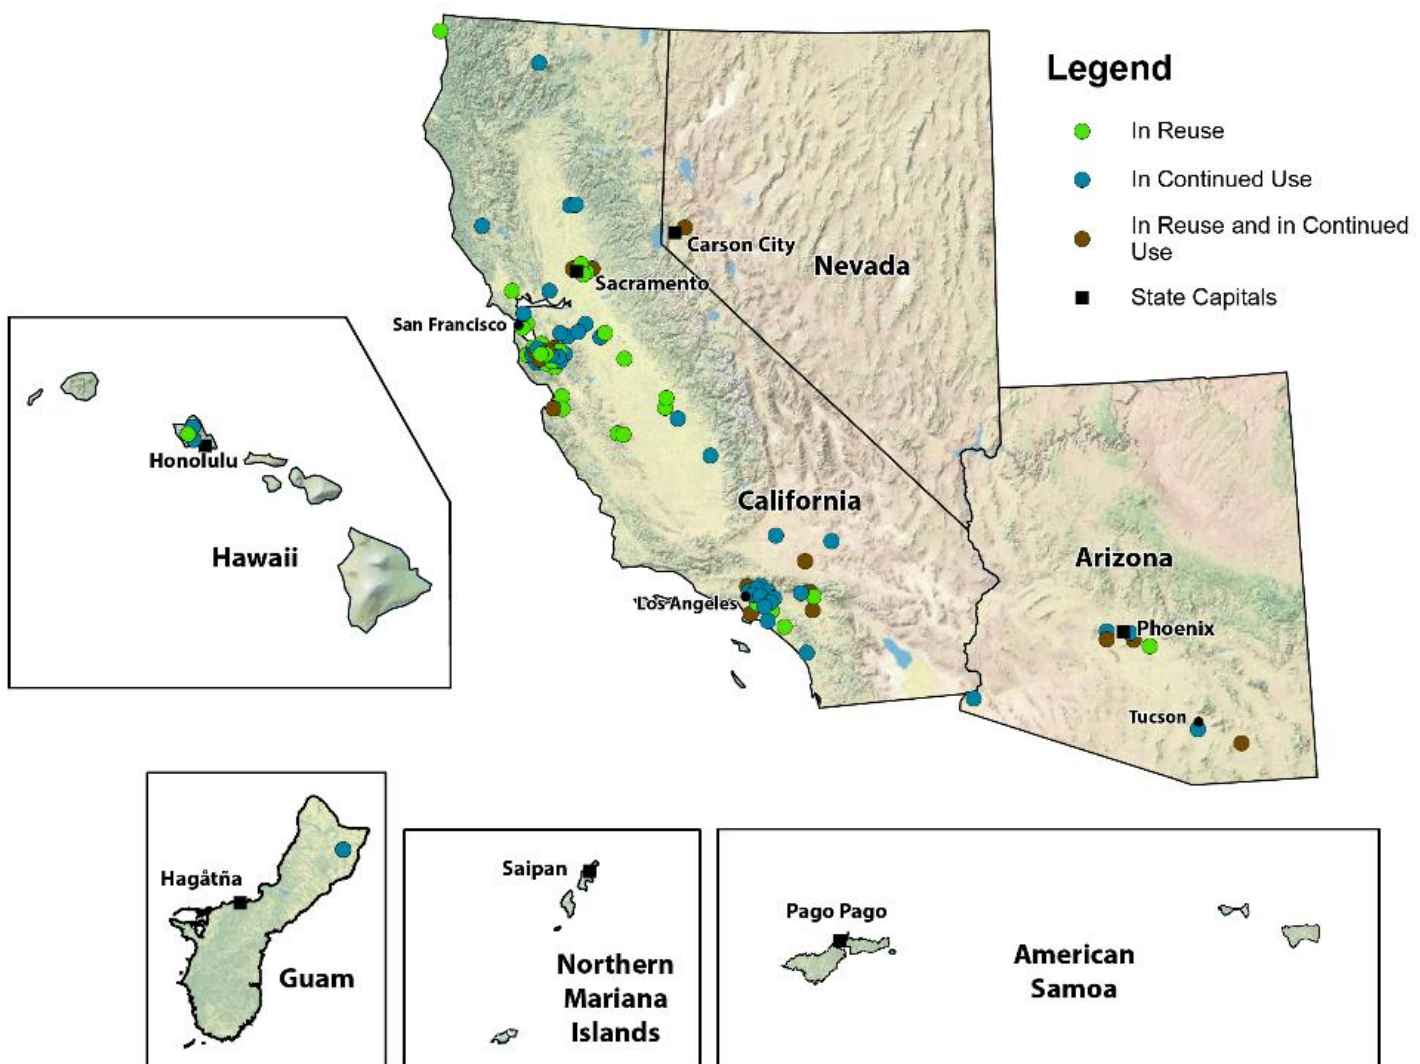 Legend
In Reuse
In Continued Use
In Reuse and in Continued
Use
State Capitals
Carson City
Nevada
Sacramento
San Francisco
Honolulu
Hawaii
California
Arizona
Los Angeles
Phoenix
Tucson
Hagåtña
Guam
Saipan
Northern
Mariana
Islands
Pago Pago
American
Samoa